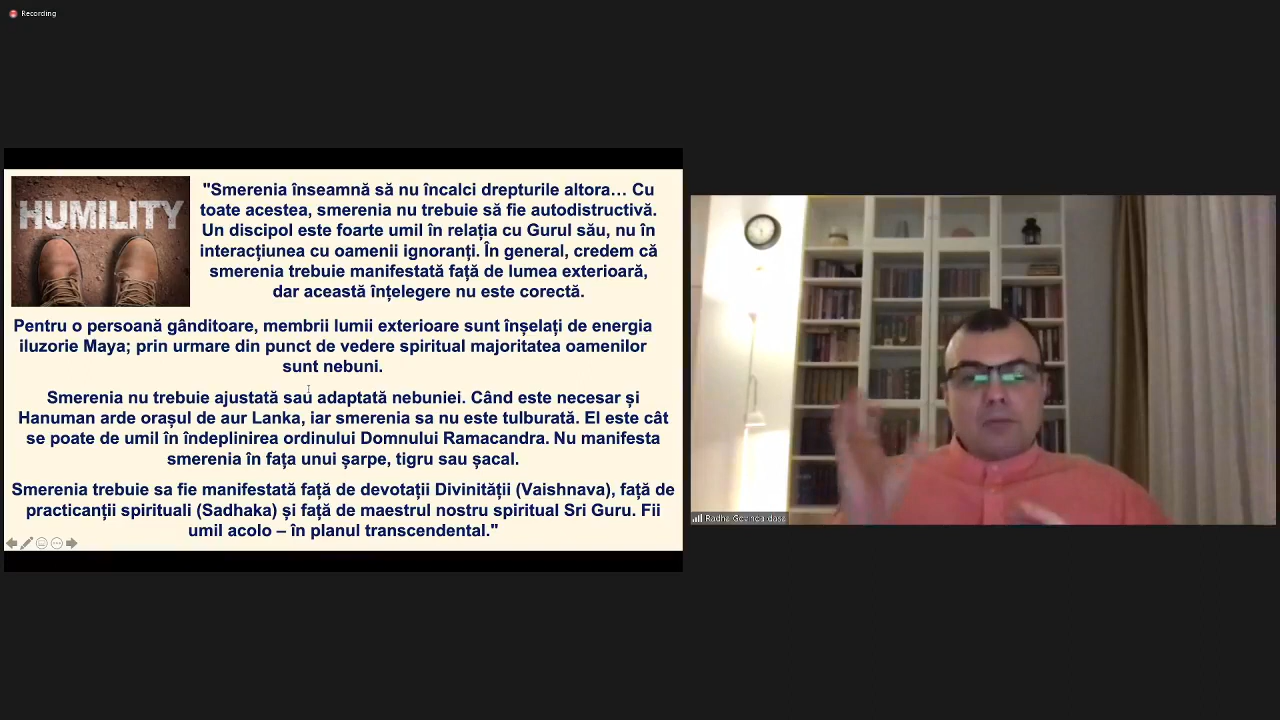 Recording
HUMILITY
"Smerenia înseamnă să nu încalci drepturile altora… Cu
toate acestea, smerenia nu trebuie să fie autodistructivă.
Un discipol este foarte umil în relația cu Gurul său, nu în
interacțiunea cu oamenii ignoranți. În general, credem că
smerenia trebuie manifestată față de lumea exterioară,
dar această înțelegere nu este corectă.
Pentru o persoană gânditoare, membrii lumii exterioare sunt înșelați de energia
iluzorie Maya; prin urmare din punct de vedere spiritual majoritatea oamenilor
sunt nebuni.
Smerenia nu trebuie ajustată sau adaptată nebuniei. Când este necesar și
Hanuman arde orașul de aur Lanka, iar smerenia sa nu este tulburată. El este cât
se poate de umil în îndeplinirea ordinului Domnului Ramacandra. Nu manifesta
smerenia în fața unui șarpe, tigru sau șacal.
Smerenia trebuie sa fie manifestată față de devotații Divinității (Vaishnava), față de
practicanții spirituali (Sadhaka) și față de maestrul nostru spiritual Sri Guru. Fii
umil acolo – în planul transcendental."
Radha Govinda dasa